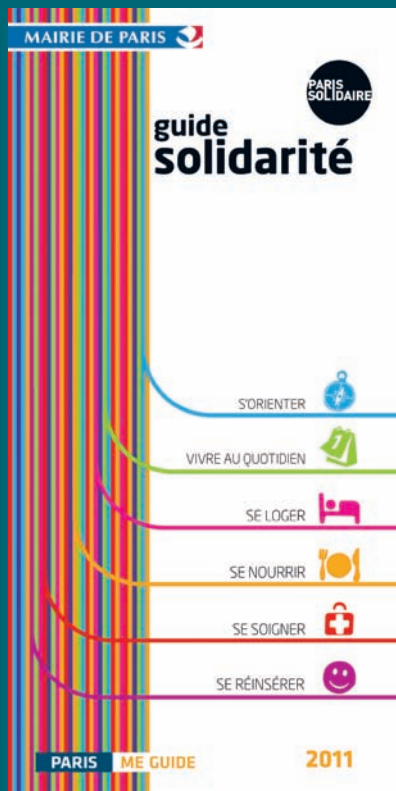 MAIRIE DE PARIS
PARIS
SOLIDAIRE
guide
solidarité
S'ORIENTER
7
VIVRE AU QUOTIDIEN
SE LOGER
SE NOURRIR
SE SOIGNER
SE RÉINSÉRER
PARIS ME GUIDE
2011